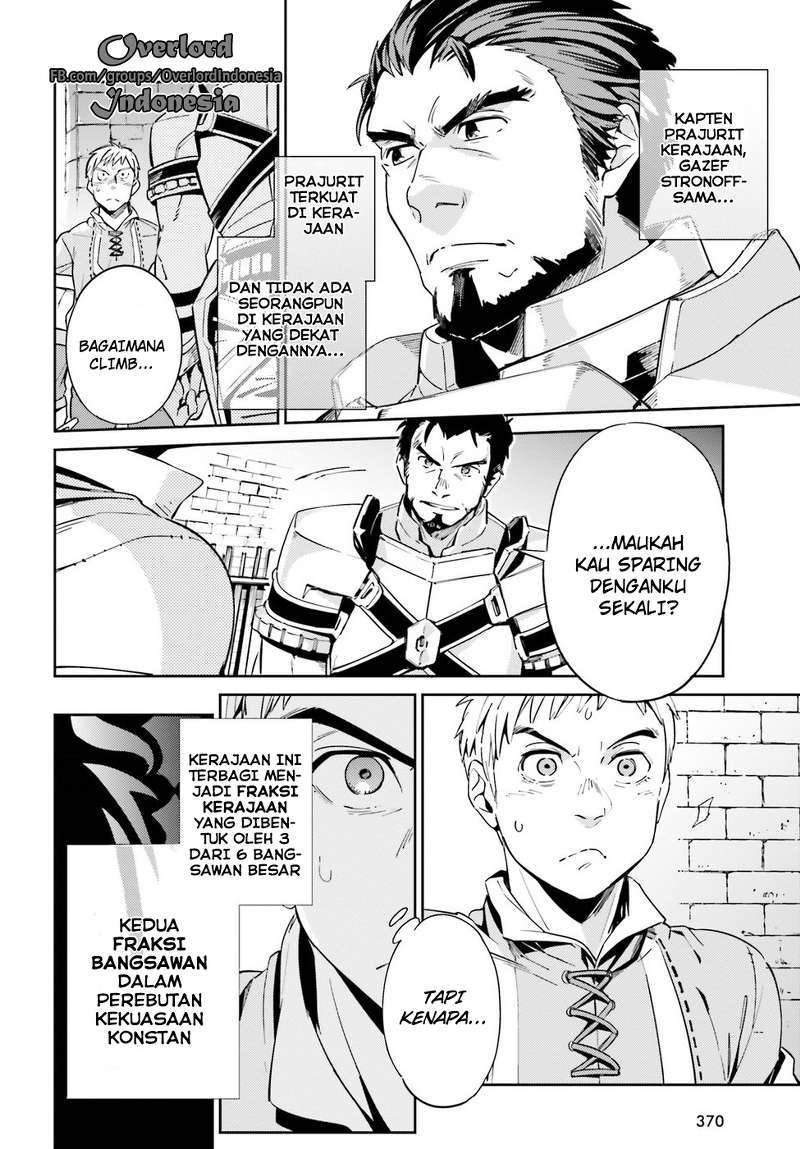 Overlord
FB.com/groups/OverlordIndonesia
Indonesia
KAPTEN
PRAJURIT
KERAJAAN,
GAZEF
STRONOFF-
SAMA...
PRAJURIT
TERKUAT
DI KERA-
JAAN
DAN TIDAK ADA
SEORANGPUN
DI KERAJAAN
YANG DEKAT
DENGANNYA...
BAGAIMANA
CLIMB...
...MAUKAH
KAU SPARING
DENGANKU
SEKALI?
TAPI
KENAPA...
KERAJAAN INI
TERBAGI MEN-
JADI FRAKSI
KERAJAAN
YANG DIBEN-
TUK OLEH 3
DARI 6 BANG-
SAWAN BESAR
KEDUA
FRAKSI
BANGSAWAN
DALAM
PEREBUTAN
KEKUASAAN
KONSTAN
370